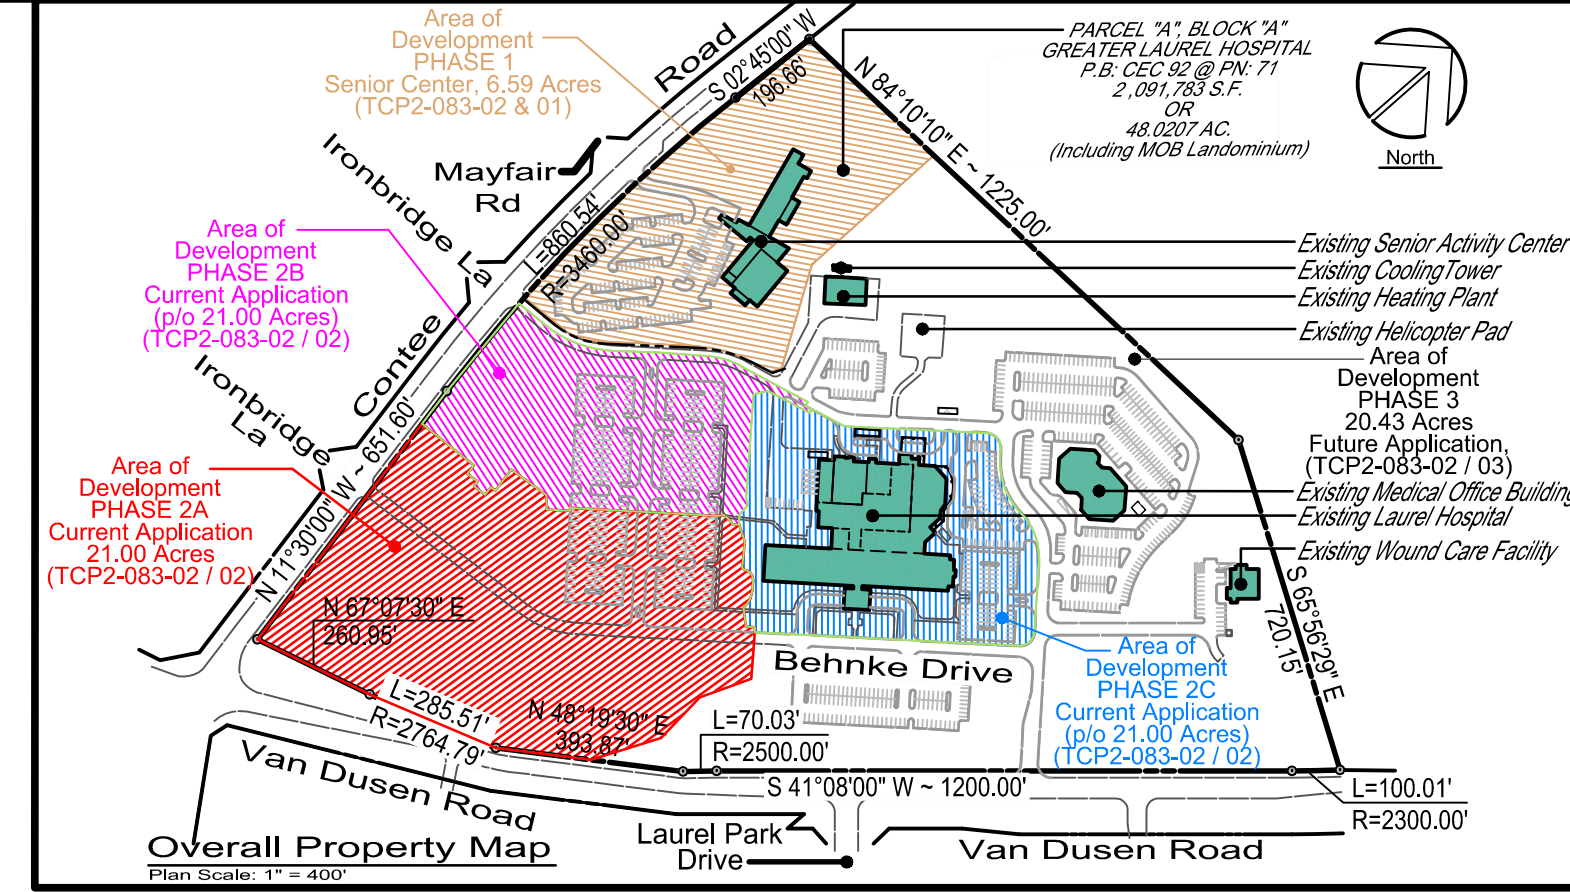 Area of
Development
PHASE 1
Senior Center, 6.59 Acres
(TCP2-083-02 & 01)
Road
S 02°45'00" W
196.66'
PARCEL "A", BLOCK "A"
GREATER LAUREL HOSPITAL
P.B: CEC 92 @ PN: 71
2,091,783 S.F.
OR
48.0207 AC.
(Including MOB Landominium)
North
N 84°10'10" E ~ 1225.00'
Ironbridge La
Mayfair
Rd
L=860.54'
R=3460.00'
Area of
Development
PHASE 2B
Current Application
(p/o 21.00 Acres)
(TCP2-083-02 / 02)
Existing Senior Activity Center
Existing CoolingTower
Existing Heating Plant
Existing Helicopter Pad
Area of
Development
PHASE 3
20.43 Acres
Future Application,
(TCP2-083-02 / 03)
Existing Medical Office Building
Existing Laurel Hospital
Existing Wound Care Facility
Contee
Ironbridge
La
N 11°30'00" W ~ 651.60'
Area of
Development
PHASE 2A
Current Application
21.00 Acres
(TCP2-083-02 / 02)
N 67°07'30" E
260.95'
S 65°56'29" E
720.15'
Behnke Drive
Area of
Development
PHASE 2C
Current Application
(p/o 21.00 Acres)
(TCP2-083-02 / 02)
L=285.51'
R=2764.79'
N 48°19'30" E
393.87'
L=70.03'
R=2500.00'
S 41°08'00" W ~ 1200.00'
L=100.01'
R=2300.00'
Van Dusen Road
Laurel Park
Drive
Van Dusen Road
Overall Property Map
Plan Scale: 1" = 400'